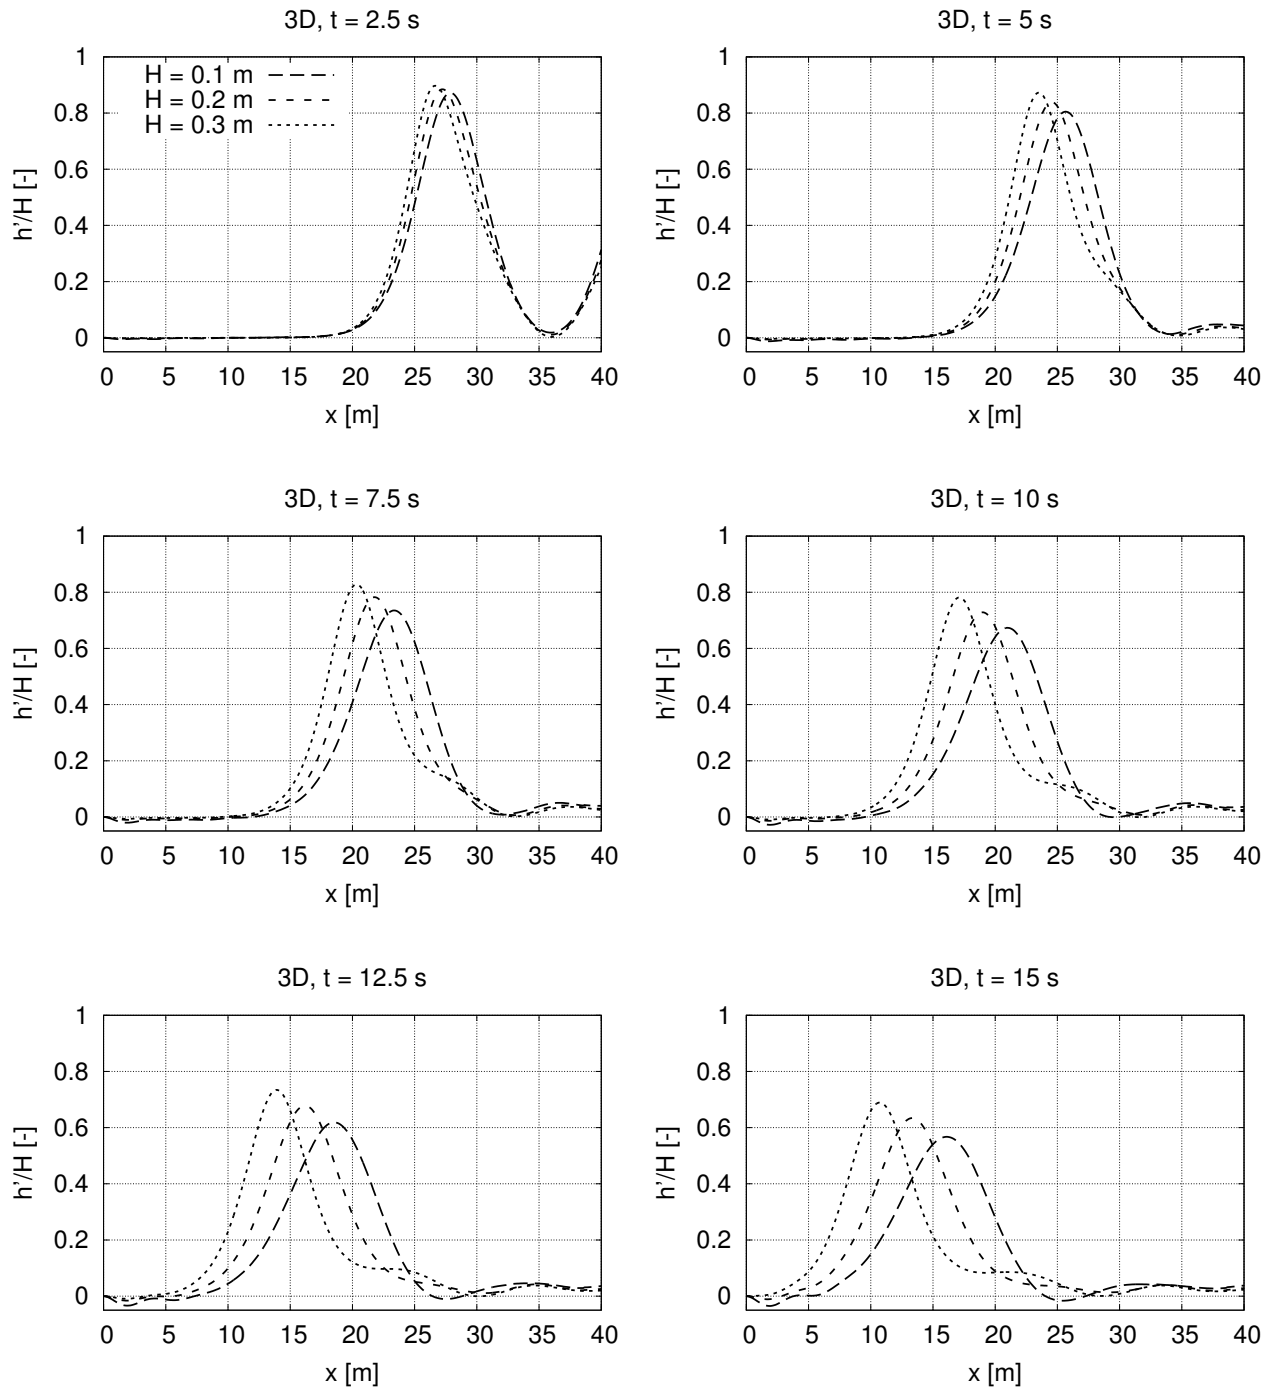 3D, t = 2.5 s
H = 0.1 m
H = 0.2 m
H = 0.3 m
h'/H [-]
1
0.8
0.6
0.4
0.2
0
0 5 10 15 20 25 30 35 40
x [m]
3D, t = 5 s
h'/H [-]
1
0.8
0.6
0.4
0.2
0
0 5 10 15 20 25 30 35 40
x [m]
3D, t = 7.5 s
h'/H [-]
1
0.8
0.6
0.4
0.2
0
0 5 10 15 20 25 30 35 40
x [m]
3D, t = 10 s
h'/H [-]
1
0.8
0.6
0.4
0.2
0
0 5 10 15 20 25 30 35 40
x [m]
3D, t = 12.5 s
h'/H [-]
1
0.8
0.6
0.4
0.2
0
0 5 10 15 20 25 30 35 40
x [m]
3D, t = 15 s
h'/H [-]
1
0.8
0.6
0.4
0.2
0
0 5 10 15 20 25 30 35 40
x [m]